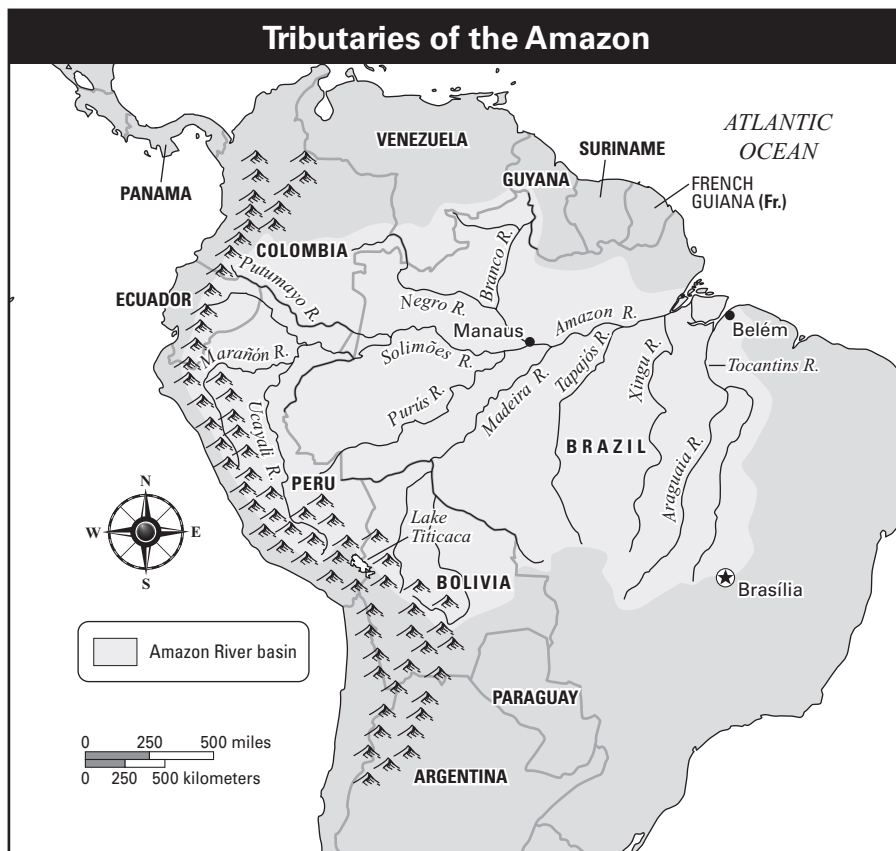 Tributaries of the Amazon
ATLANTIC
OCEAN
VENEZUELA
SURINAME
PANAMA
GUYANA
FRENCH
GUIANA (Fr.)
COLOMBIA
Branco R.
Putumayo R.
ECUADOR
Negro R.
Manaus
Amazon R.
Belém
Marañón R.
Solimões R.
Tapajós R.
Xingu R.
Tocantins R.
Purús R.
Madeira R.
Ucayali R.
BRAZIL
Araguaia R.
PERU
N
W
E
S
Lake
Titicaca
BOLIVIA
Brasília
Amazon River basin
PARAGUAY
0 250 500 miles
0 250 500 kilometers
ARGENTINA